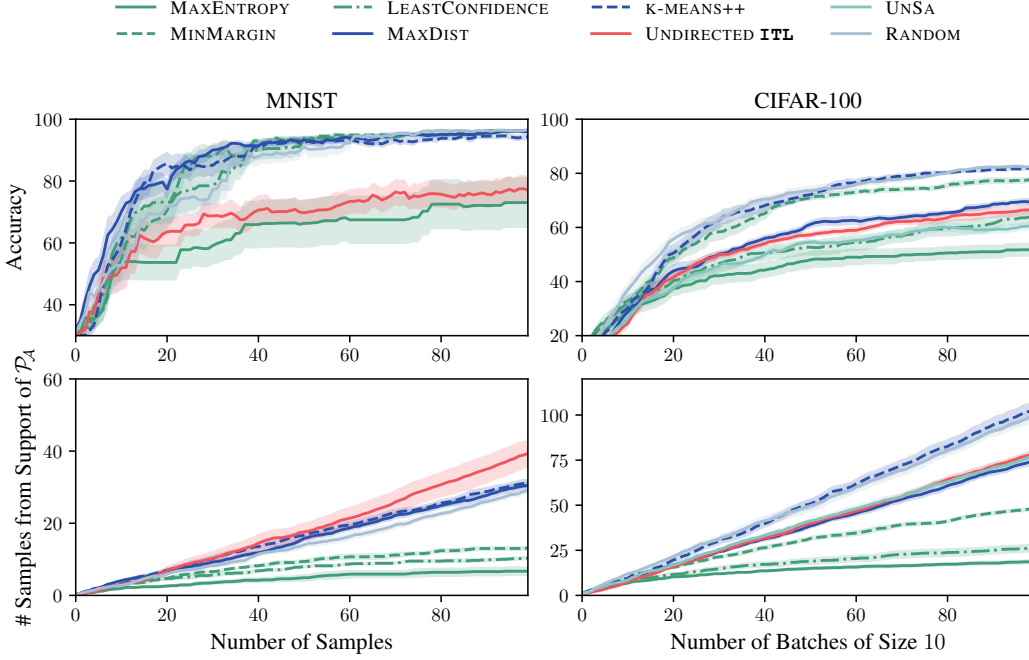 MAXENTROPY LEASTCONFIDENCE K-MEANS++ UNSA
MINMARGIN MAXDIST UNDIRECTED ITL RANDOM
MNIST CIFAR-100
Accuracy
100
80
60
40
0 20 40 60 80
100
80
60
40
20
0 20 40 60 80
# Samples from Support of 𝒫_𝒜
60
40
20
0
0 20 40 60 80
100
75
50
25
0
0 20 40 60 80
Number of Samples Number of Batches of Size 10